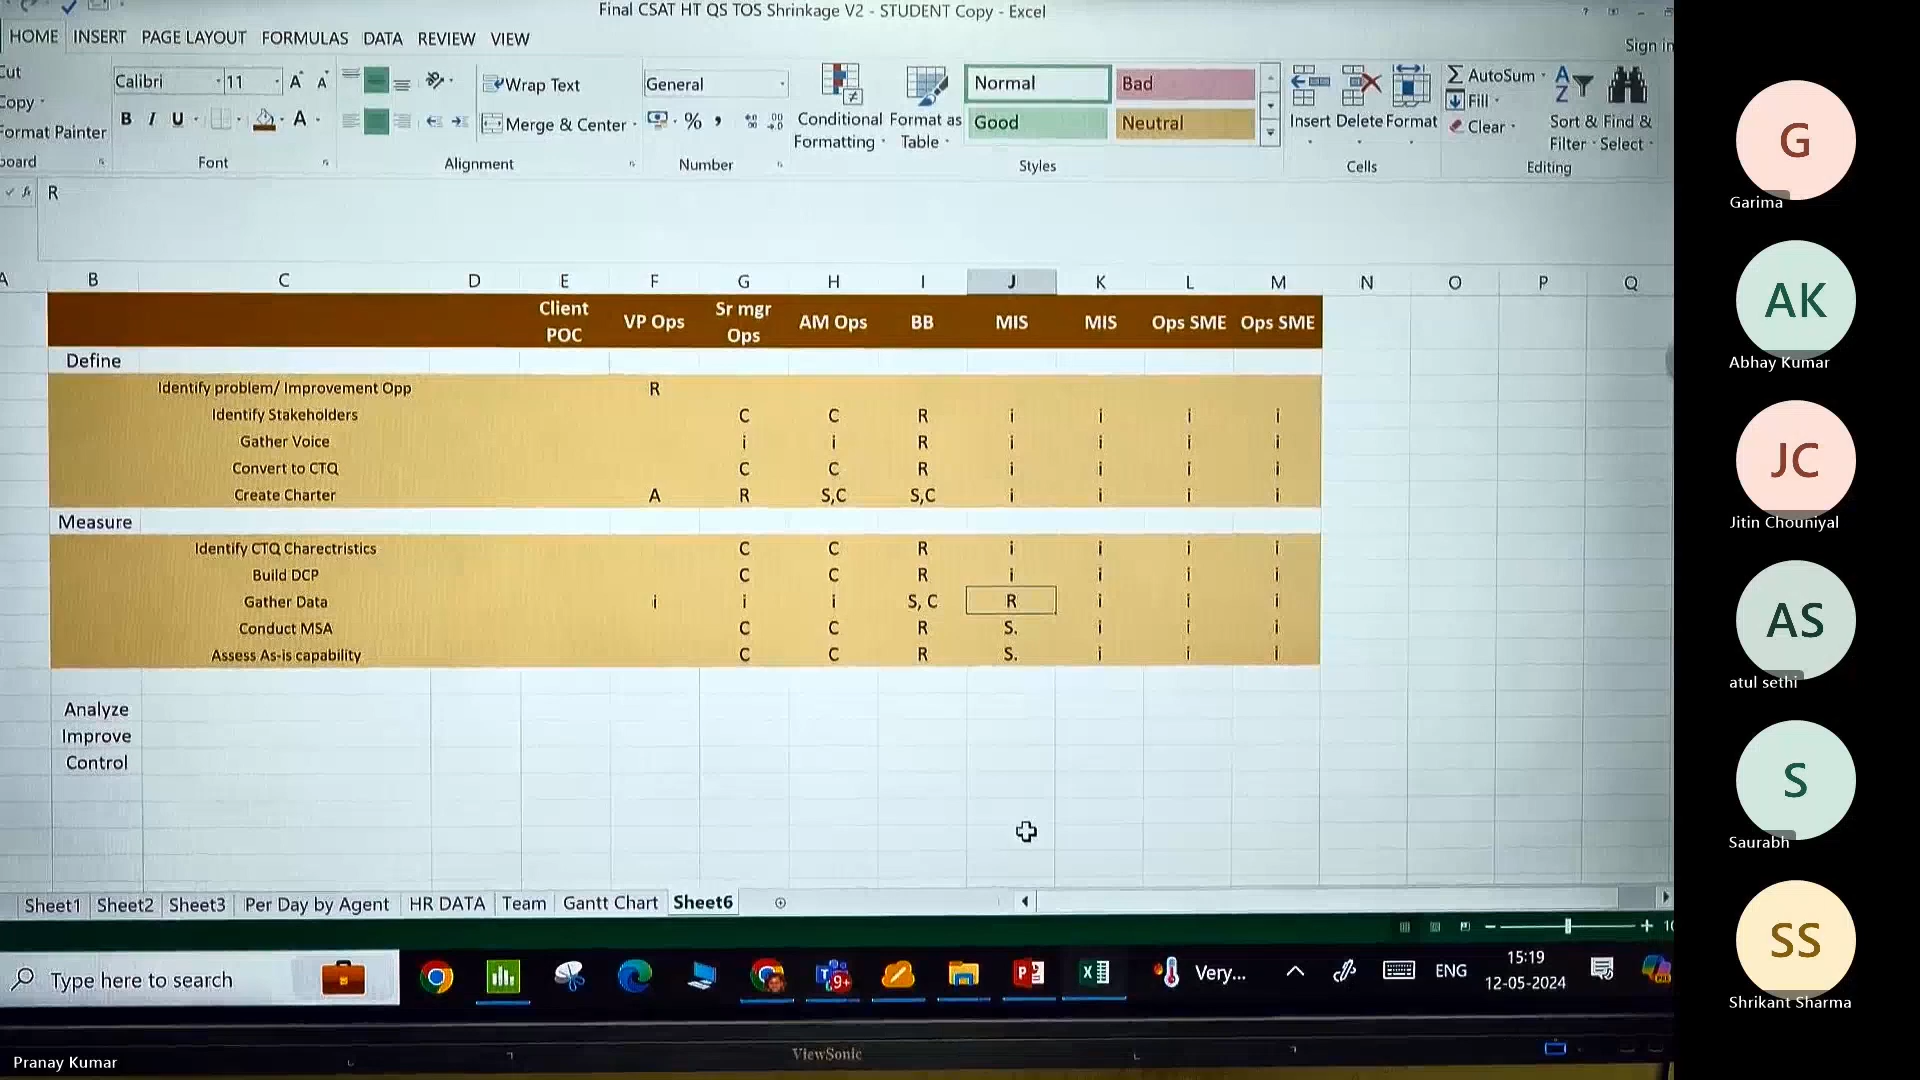 Final CSAT HT QS TOS Shrinkage V2 - STUDENT Copy - Excel
HOME INSERT PAGE LAYOUT FORMULAS DATA REVIEW VIEW
Sign in
Cut
Copy
Format Painter
board
Calibri 11
B I U
Font
Wrap Text
Merge & Center
Alignment
General
%
Number
Conditional Formatting
Format as Table
Normal Bad
Good Neutral
Styles
Insert Delete Format
Cells
AutoSum
Fill
Clear
Sort & Filter
Find & Select
Editing
fx R
A B C D E F G H I J K L M N O P Q
Client POC VP Ops Sr mgr Ops AM Ops BB MIS MIS Ops SME Ops SME
Define
Identify problem/ Improvement Opp R
Identify Stakeholders C C R i i i i
Gather Voice i i R i i i i
Convert to CTQ C C R i i i i
Create Charter A R S,C S,C i i i i
Measure
Identify CTQ Charectristics C C R i i i i
Build DCP C C R i i i i
Gather Data i i i S, C R i i i
Conduct MSA C C R S. i i i
Assess As-is capability C C R S. i i i
Analyze
Improve
Control
Sheet1 Sheet2 Sheet3 Per Day by Agent HR DATA Team Gantt Chart Sheet6
Type here to search
9+
Very...
ENG
15:19
12-05-2024
ViewSonic
Pranay Kumar
G
Garima
AK
Abhay Kumar
JC
Jitin Chouniyal
AS
atul sethi
S
Saurabh
SS
Shrikant Sharma